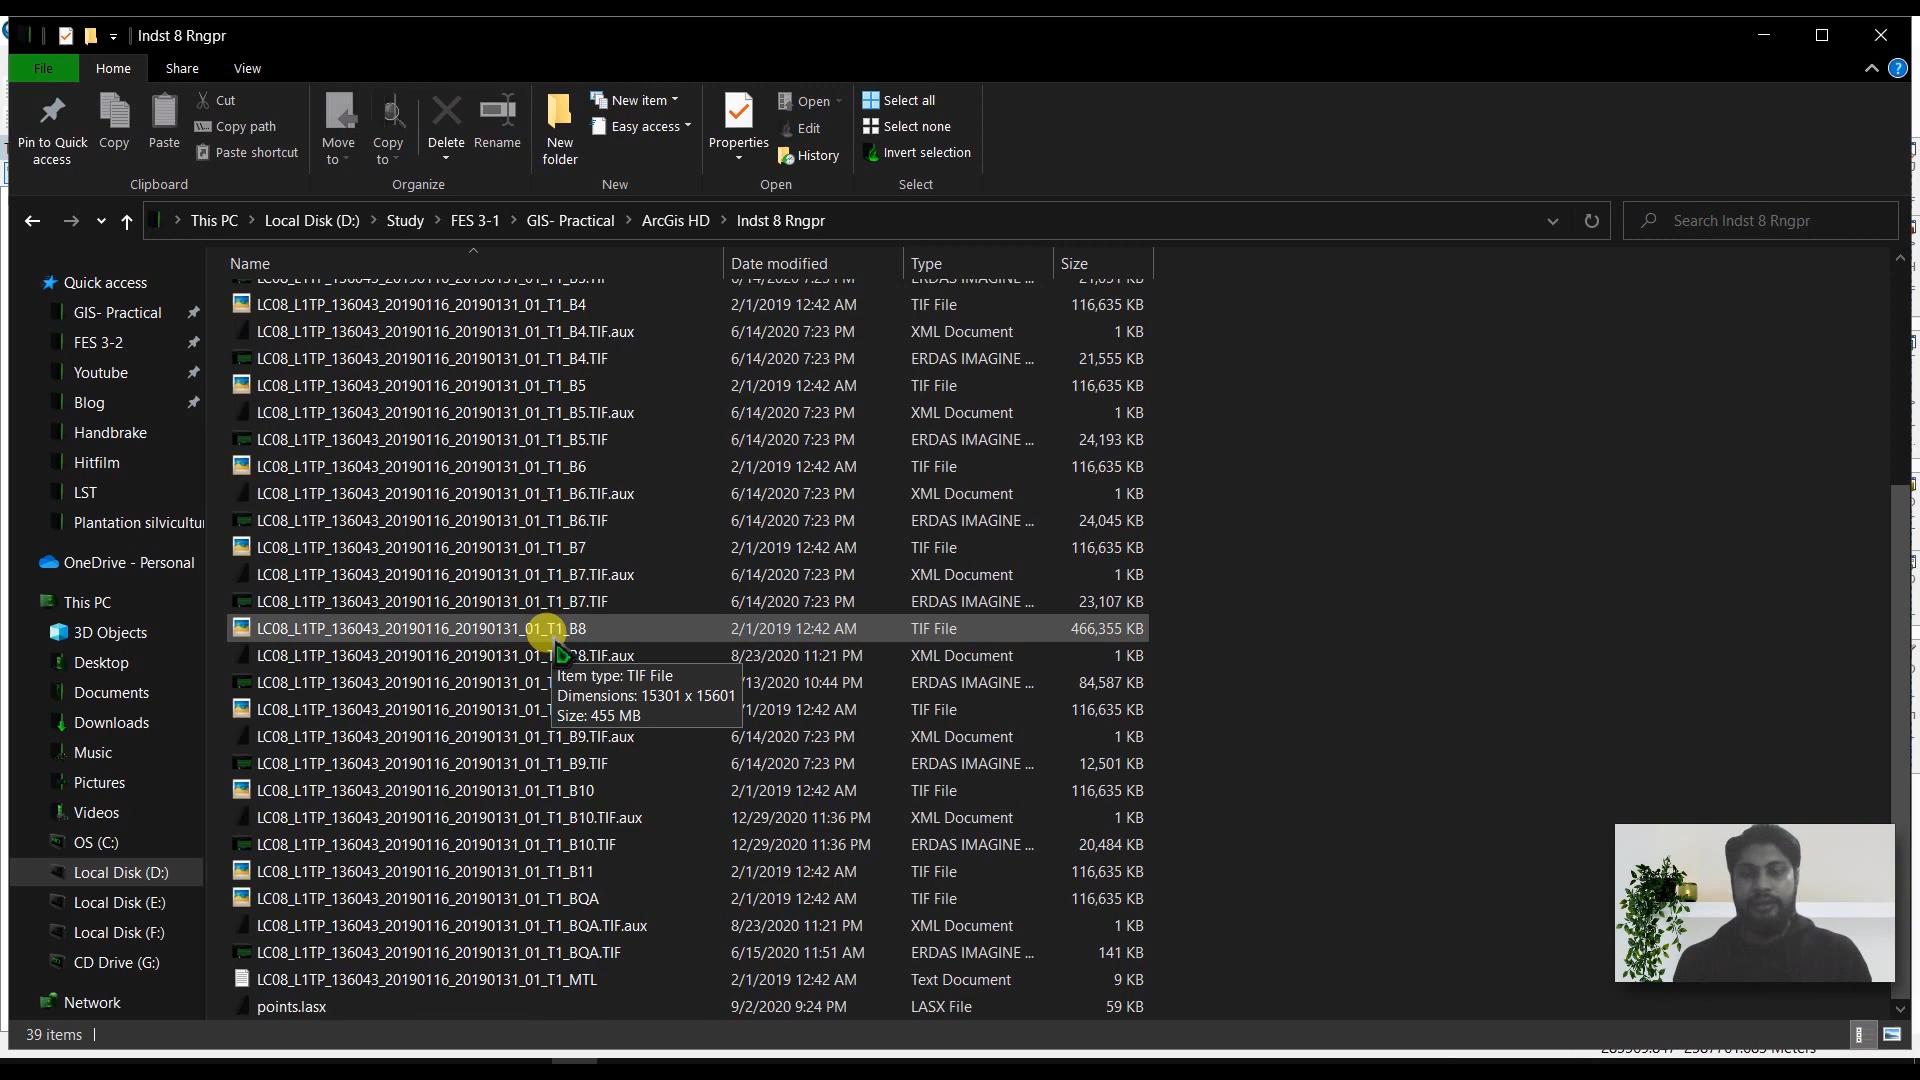 Indst 8 Rngpr
File Home Share View
Pin to Quick access
Copy
Paste
Cut
Copy path
Paste shortcut
Clipboard
Move to
Copy to
Delete
Rename
Organize
New folder
New item
Easy access
New
Properties
Open
Edit
History
Open
Select all
Select none
Invert selection
Select
This PC Local Disk (D:) Study FES 3-1 GIS- Practical ArcGis HD Indst 8 Rngpr
Search Indst 8 Rngpr
Quick access
GIS- Practical
FES 3-2
Youtube
Blog
Handbrake
Hitfilm
LST
Plantation silvicultu
OneDrive - Personal
This PC
3D Objects
Desktop
Documents
Downloads
Music
Pictures
Videos
OS (C:)
Local Disk (D:)
Local Disk (E:)
Local Disk (F:)
CD Drive (G:)
Network
Name Date modified Type Size
LC08_L1TP_136043_20190116_20190131_01_T1_B4 2/1/2019 12:42 AM TIF File 116,635 KB
LC08_L1TP_136043_20190116_20190131_01_T1_B4.TIF.aux 6/14/2020 7:23 PM XML Document 1 KB
LC08_L1TP_136043_20190116_20190131_01_T1_B4.TIF 6/14/2020 7:23 PM ERDAS IMAGINE ... 21,555 KB
LC08_L1TP_136043_20190116_20190131_01_T1_B5 2/1/2019 12:42 AM TIF File 116,635 KB
LC08_L1TP_136043_20190116_20190131_01_T1_B5.TIF.aux 6/14/2020 7:23 PM XML Document 1 KB
LC08_L1TP_136043_20190116_20190131_01_T1_B5.TIF 6/14/2020 7:23 PM ERDAS IMAGINE ... 24,193 KB
LC08_L1TP_136043_20190116_20190131_01_T1_B6 2/1/2019 12:42 AM TIF File 116,635 KB
LC08_L1TP_136043_20190116_20190131_01_T1_B6.TIF.aux 6/14/2020 7:23 PM XML Document 1 KB
LC08_L1TP_136043_20190116_20190131_01_T1_B6.TIF 6/14/2020 7:23 PM ERDAS IMAGINE ... 24,045 KB
LC08_L1TP_136043_20190116_20190131_01_T1_B7 2/1/2019 12:42 AM TIF File 116,635 KB
LC08_L1TP_136043_20190116_20190131_01_T1_B7.TIF.aux 6/14/2020 7:23 PM XML Document 1 KB
LC08_L1TP_136043_20190116_20190131_01_T1_B7.TIF 6/14/2020 7:23 PM ERDAS IMAGINE ... 23,107 KB
LC08_L1TP_136043_20190116_20190131_01_T1_B8 2/1/2019 12:42 AM TIF File 466,355 KB
LC08_L1TP_136043_20190116_20190131_01_T 8.TIF.aux 8/23/2020 11:21 PM XML Document 1 KB
LC08_L1TP_136043_20190116_20190131_01_T /13/2020 10:44 PM ERDAS IMAGINE ... 84,587 KB
LC08_L1TP_136043_20190116_20190131_01_T /1/2019 12:42 AM TIF File 116,635 KB
Item type: TIF File
Dimensions: 15301 x 15601
Size: 455 MB
LC08_L1TP_136043_20190116_20190131_01_T1_B9.TIF.aux 6/14/2020 7:23 PM XML Document 1 KB
LC08_L1TP_136043_20190116_20190131_01_T1_B9.TIF 6/14/2020 7:23 PM ERDAS IMAGINE ... 12,501 KB
LC08_L1TP_136043_20190116_20190131_01_T1_B10 2/1/2019 12:42 AM TIF File 116,635 KB
LC08_L1TP_136043_20190116_20190131_01_T1_B10.TIF.aux 12/29/2020 11:36 PM XML Document 1 KB
LC08_L1TP_136043_20190116_20190131_01_T1_B10.TIF 12/29/2020 11:36 PM ERDAS IMAGINE ... 20,484 KB
LC08_L1TP_136043_20190116_20190131_01_T1_B11 2/1/2019 12:42 AM TIF File 116,635 KB
LC08_L1TP_136043_20190116_20190131_01_T1_BQA 2/1/2019 12:42 AM TIF File 116,635 KB
LC08_L1TP_136043_20190116_20190131_01_T1_BQA.TIF.aux 8/23/2020 11:21 PM XML Document 1 KB
LC08_L1TP_136043_20190116_20190131_01_T1_BQA.TIF 6/15/2020 11:51 AM ERDAS IMAGINE ... 141 KB
LC08_L1TP_136043_20190116_20190131_01_T1_MTL 2/1/2019 12:42 AM Text Document 9 KB
points.lasx 9/2/2020 9:24 PM LASX File 59 KB
39 items